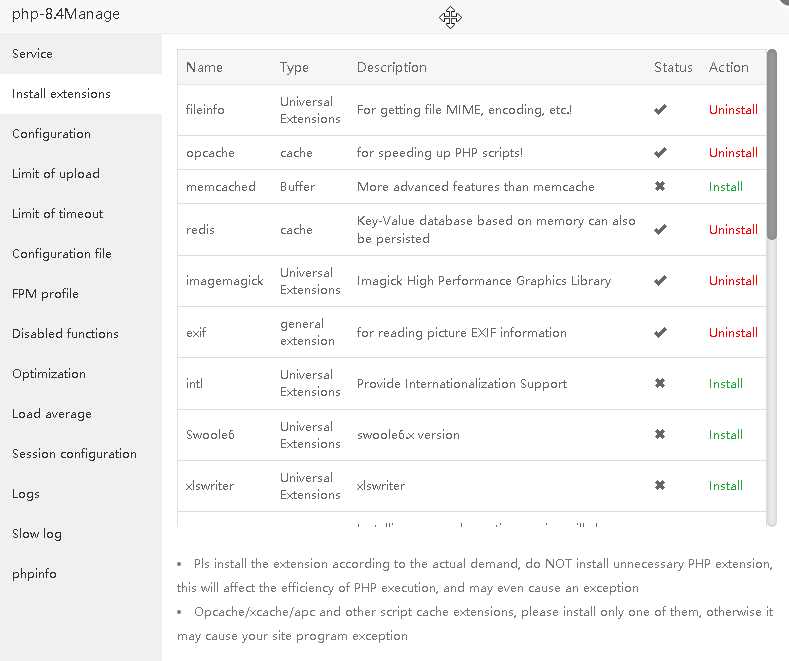 php-8.4Manage
Service
Install extensions
Configuration
Limit of upload
Limit of timeout
Configuration file
FPM profile
Disabled functions
Optimization
Load average
Session configuration
Logs
Slow log
phpinfo
Name Type Description Status Action
fileinfo Universal Extensions For getting file MIME, encoding, etc.! ✔ Uninstall
opcache cache for speeding up PHP scripts! ✔ Uninstall
memcached Buffer More advanced features than memcache ✖ Install
redis cache Key-Value database based on memory can also be persisted ✔ Uninstall
imagemagick Universal Extensions Imagick High Performance Graphics Library ✔ Uninstall
exif general extension for reading picture EXIF information ✔ Uninstall
intl Universal Extensions Provide Internationalization Support ✖ Install
Swoole6 Universal Extensions swoole6.x version ✖ Install
xlswriter Universal Extensions xlswriter ✖ Install
• Pls install the extension according to the actual demand, do NOT install unnecessary PHP extension,
this will affect the efficiency of PHP execution, and may even cause an exception
• Opcache/xcache/apc and other script cache extensions, please install only one of them, otherwise it
may cause your site program exception